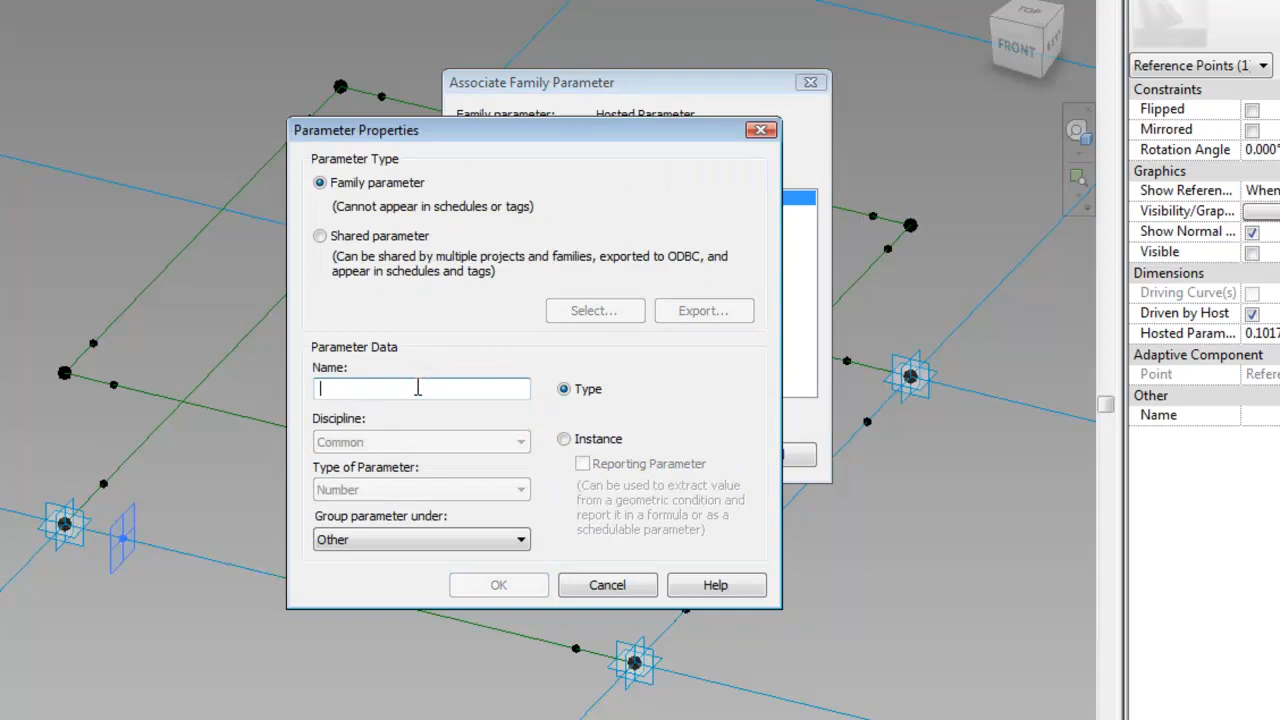 TOP
FRONT
Reference Points (1)
Constraints
Flipped
Mirrored
Rotation Angle 0.000°
Graphics
Show Referen... When
Visibility/Grap...
Show Normal ...
Visible
Dimensions
Driving Curve(s)
Driven by Host
Hosted Param... 0.1017
Adaptive Component
Point Refere
Other
Name
Associate Family Parameter
Family parameter: Hosted Parameter
Parameter Properties
Parameter Type
Family parameter
(Cannot appear in schedules or tags)
Shared parameter
(Can be shared by multiple projects and families, exported to ODBC, and
appear in schedules and tags)
Select...
Export...
Parameter Data
Name:
Type
Discipline:
Common
Instance
Type of Parameter:
Reporting Parameter
Number
(Can be used to extract value
from a geometric condition and
report it in a formula or as a
schedulable parameter)
Group parameter under:
Other
OK
Cancel
Help